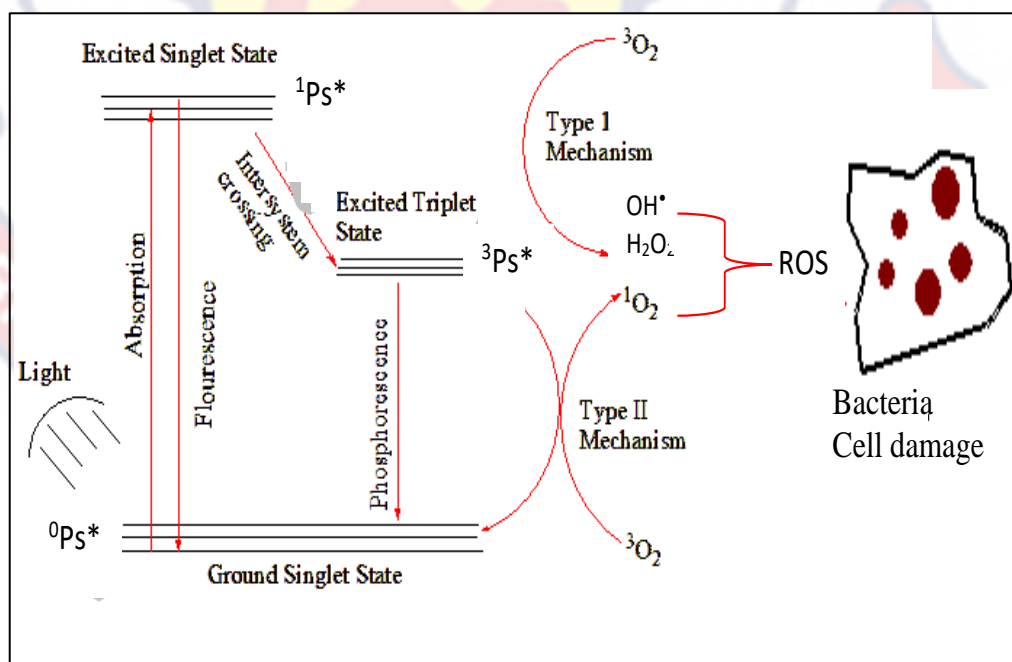 Excited Singlet State
¹Ps*
Absorption
Flourescence
Intersystem
crossing
Excited Triplet
State
³Ps*
Phosphorescence
Light
⁰Ps*
Ground Singlet State
³O₂
Type I
Mechanism
OH•
H₂O₂
¹O₂
ROS
Type II
Mechanism
³O₂
Bacteria
Cell damage